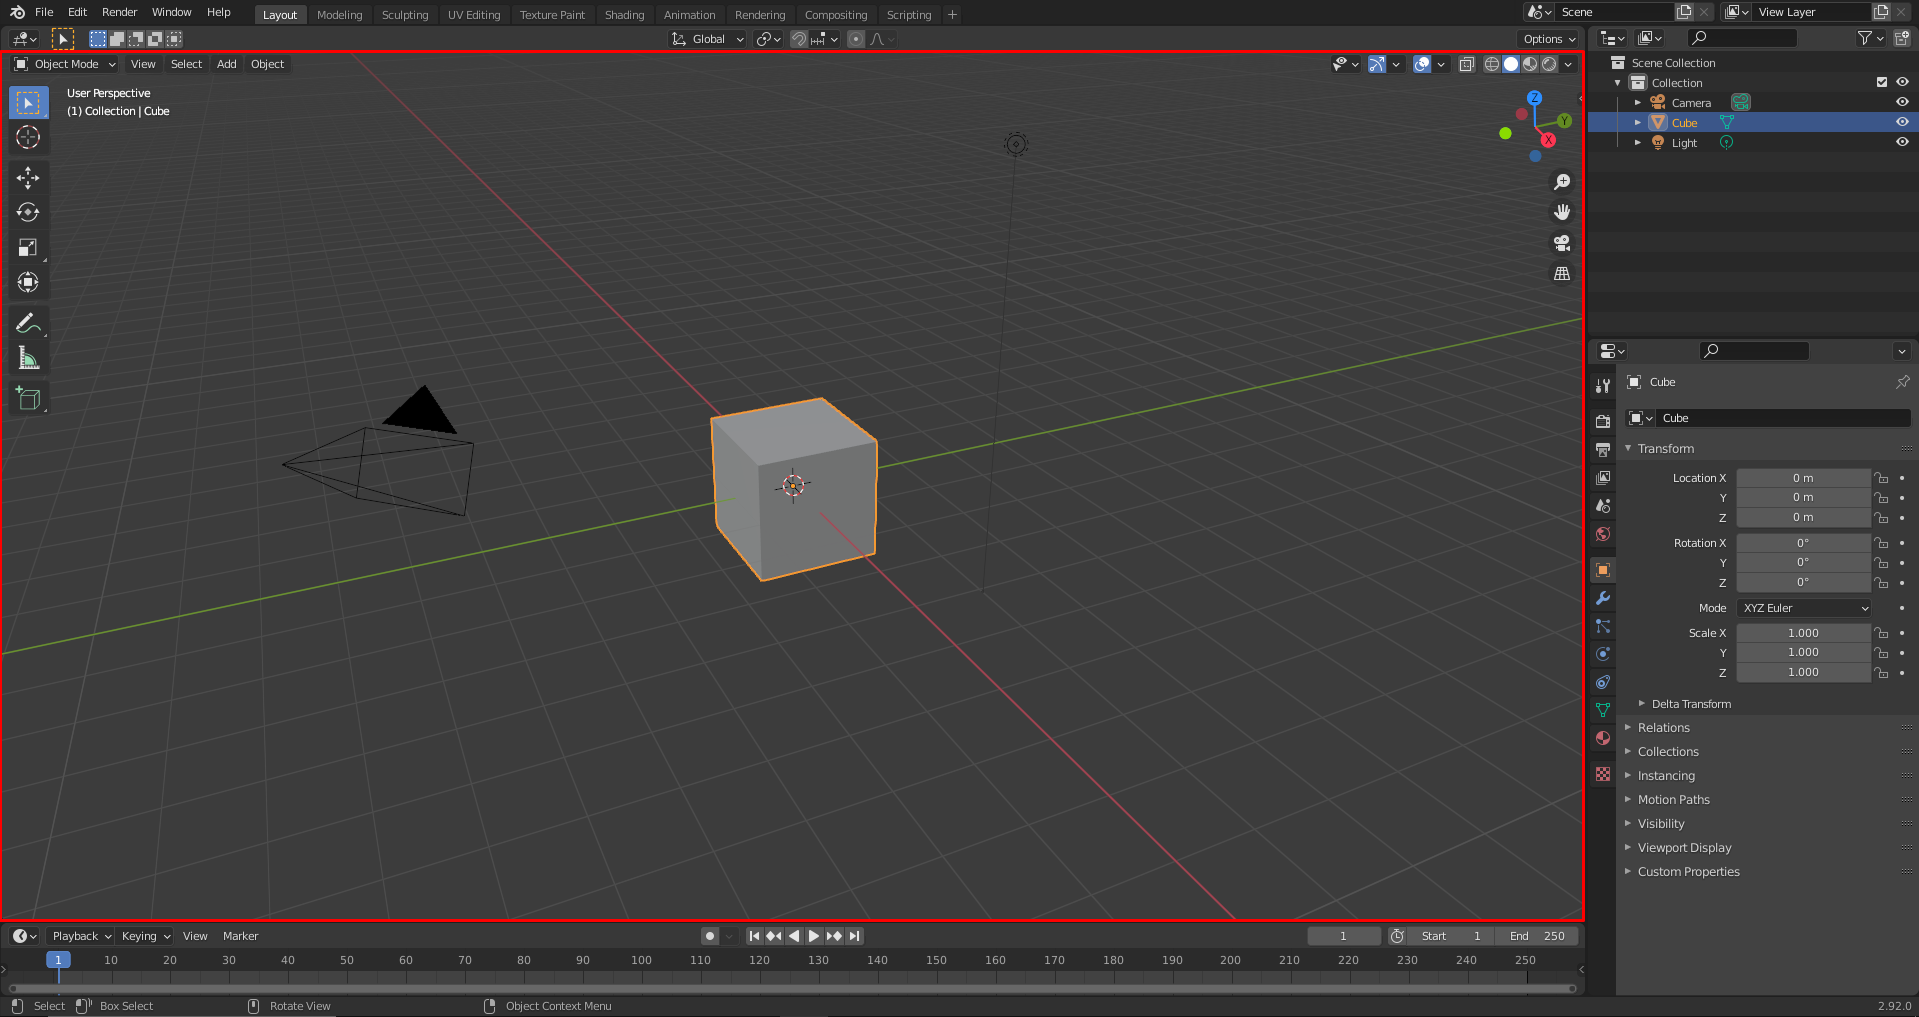 File Edit Render Window Help Layout Modeling Sculpting UV Editing Texture Paint Shading Animation Rendering Compositing Scripting + Scene View Layer
Global Options
Object Mode View Select Add Object
User Perspective
(1) Collection | Cube
Z
Y
X
Scene Collection
Collection
Camera
Cube
Light
Cube
Cube
Transform
Location X 0 m
Y 0 m
Z 0 m
Rotation X 0°
Y 0°
Z 0°
Mode XYZ Euler
Scale X 1.000
Y 1.000
Z 1.000
Delta Transform
Relations
Collections
Instancing
Motion Paths
Visibility
Viewport Display
Custom Properties
Playback Keying View Marker 1 Start 1 End 250
1 10 20 30 40 50 60 70 80 90 100 110 120 130 140 150 160 170 180 190 200 210 220 230 240 250
Select Box Select Rotate View Object Context Menu 2.92.0